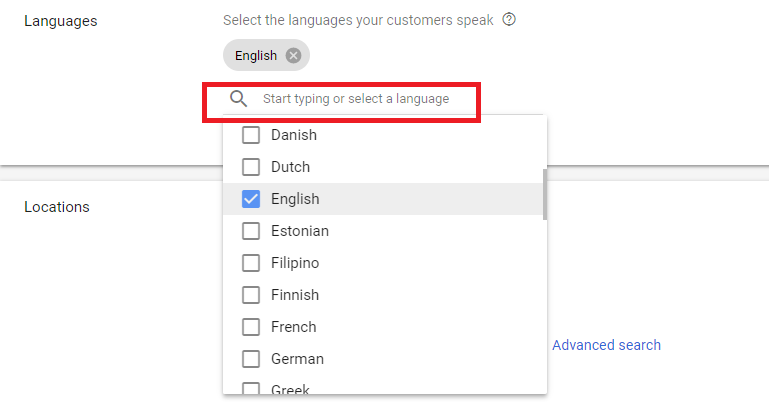 Languages
Select the languages your customers speak
English
Start typing or select a language
Danish
Dutch
English
Locations
Estonian
Filipino
Finnish
French
Advanced search
German
Greek